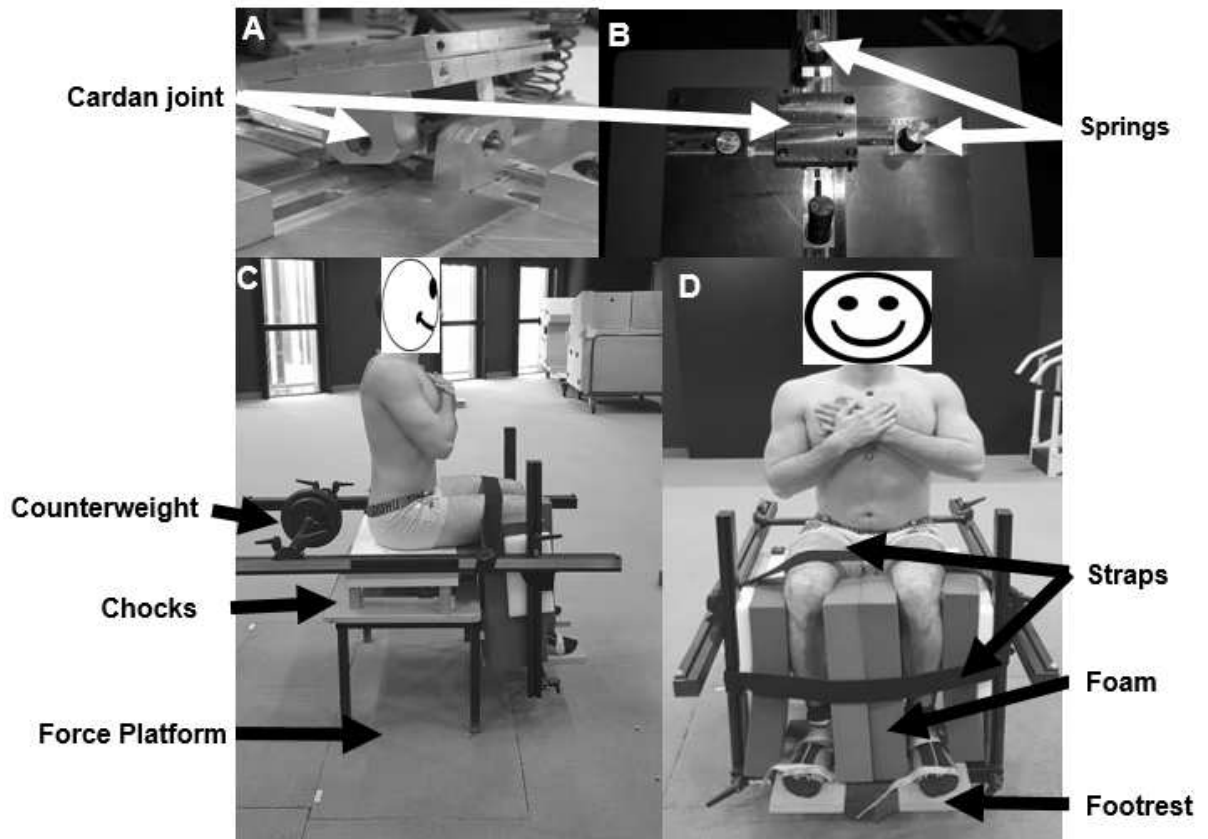 A
B
Cardan joint
Springs
C
D
Counterweight
Chocks
Straps
Foam
Force Platform
Footrest